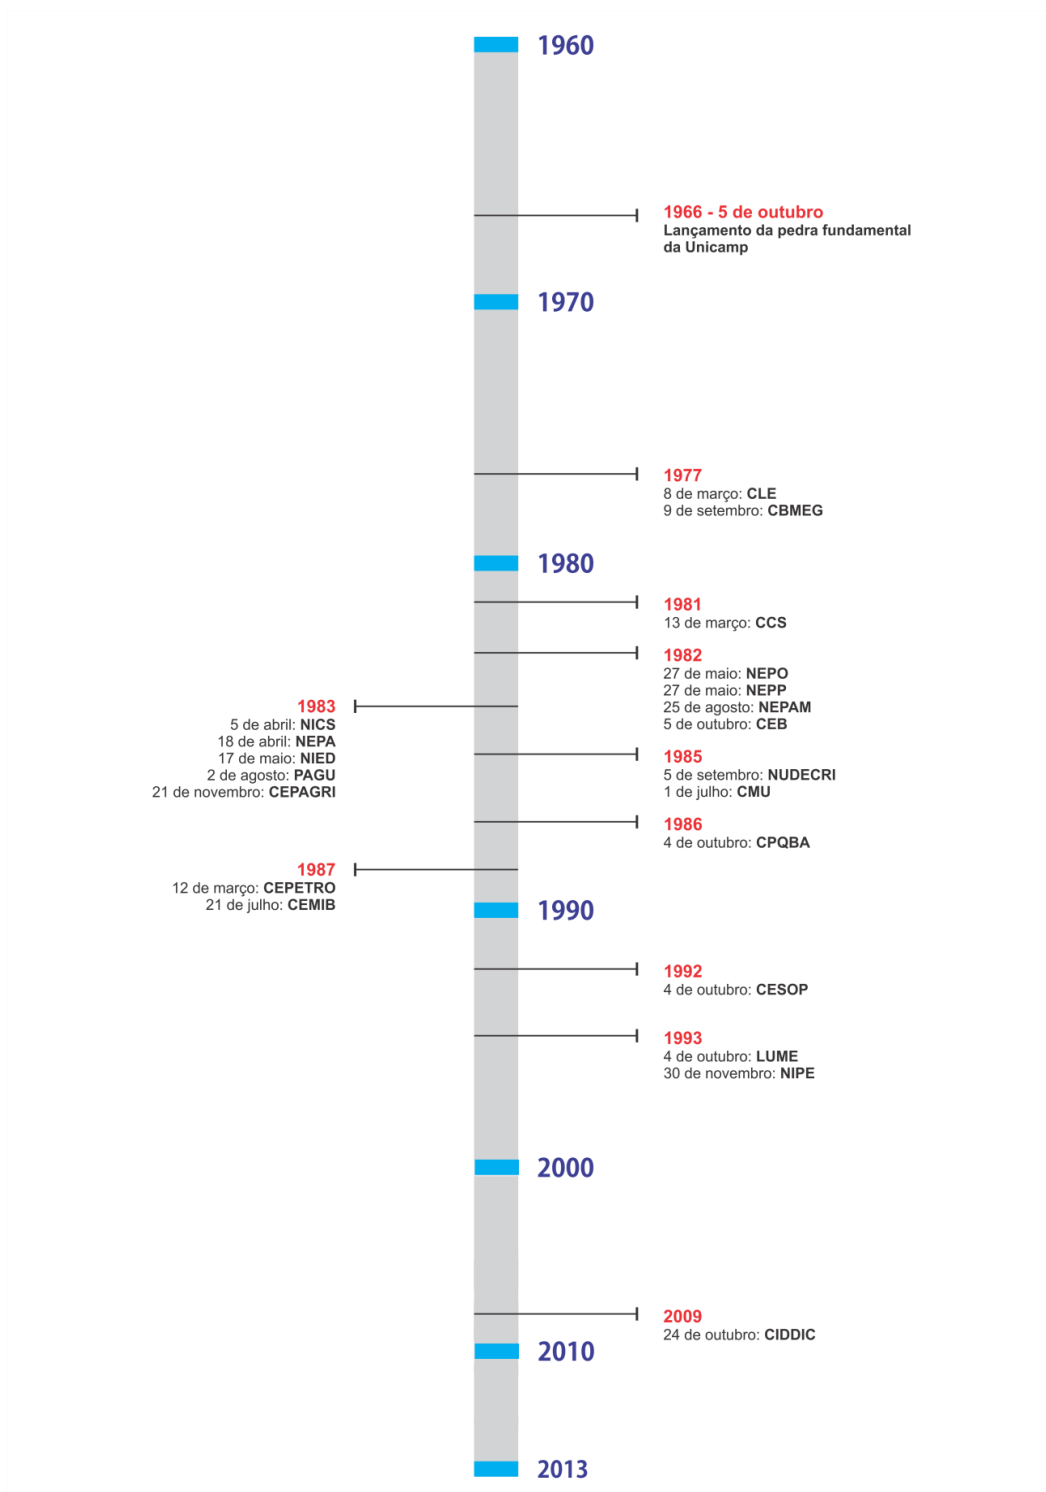 1960
1966 - 5 de outubro
Lançamento da pedra fundamental
da Unicamp
1970
1977
8 de março: CLE
9 de setembro: CBMEG
1980
1981
13 de março: CCS
1982
27 de maio: NEPO
27 de maio: NEPP
25 de agosto: NEPAM
5 de outubro: CEB
1983
5 de abril: NICS
18 de abril: NEPA
17 de maio: NIED
2 de agosto: PAGU
21 de novembro: CEPAGRI
1985
5 de setembro: NUDECRI
1 de julho: CMU
1986
4 de outubro: CPQBA
1987
12 de março: CEPETRO
21 de julho: CEMIB
1990
1992
4 de outubro: CESOP
1993
4 de outubro: LUME
30 de novembro: NIPE
2000
2009
24 de outubro: CIDDIC
2010
2013